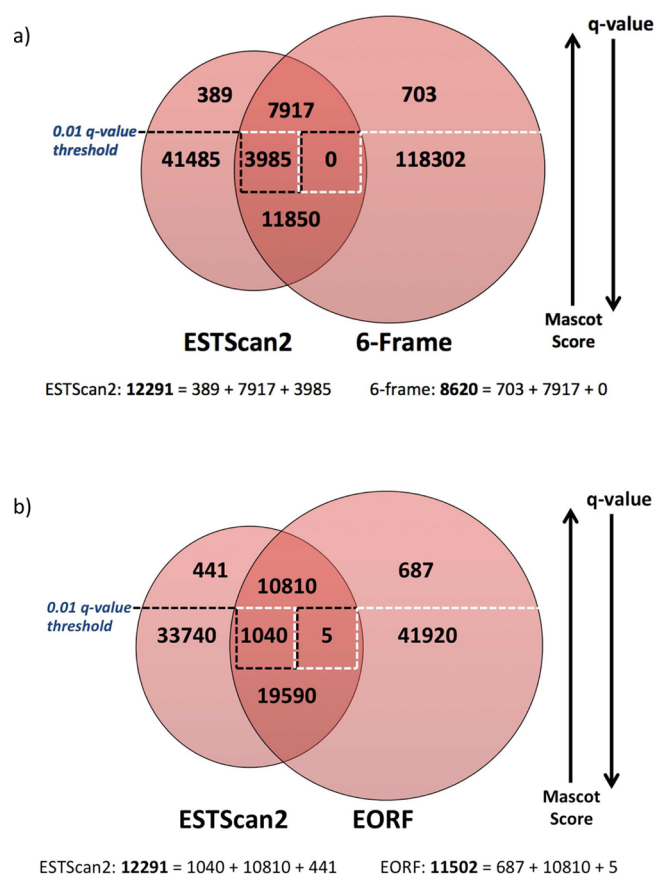 a)
q-value
389
7917
703
0.01 q-value
threshold
41485
3985
0
118302
11850
Mascot
Score
ESTScan2
6-Frame
ESTScan2: 12291 = 389 + 7917 + 3985
6-frame: 8620 = 703 + 7917 + 0
b)
q-value
441
10810
687
0.01 q-value
threshold
33740
1040
5
41920
19590
Mascot
Score
ESTScan2
EORF
ESTScan2: 12291 = 1040 + 10810 + 441
EORF: 11502 = 687 + 10810 + 5